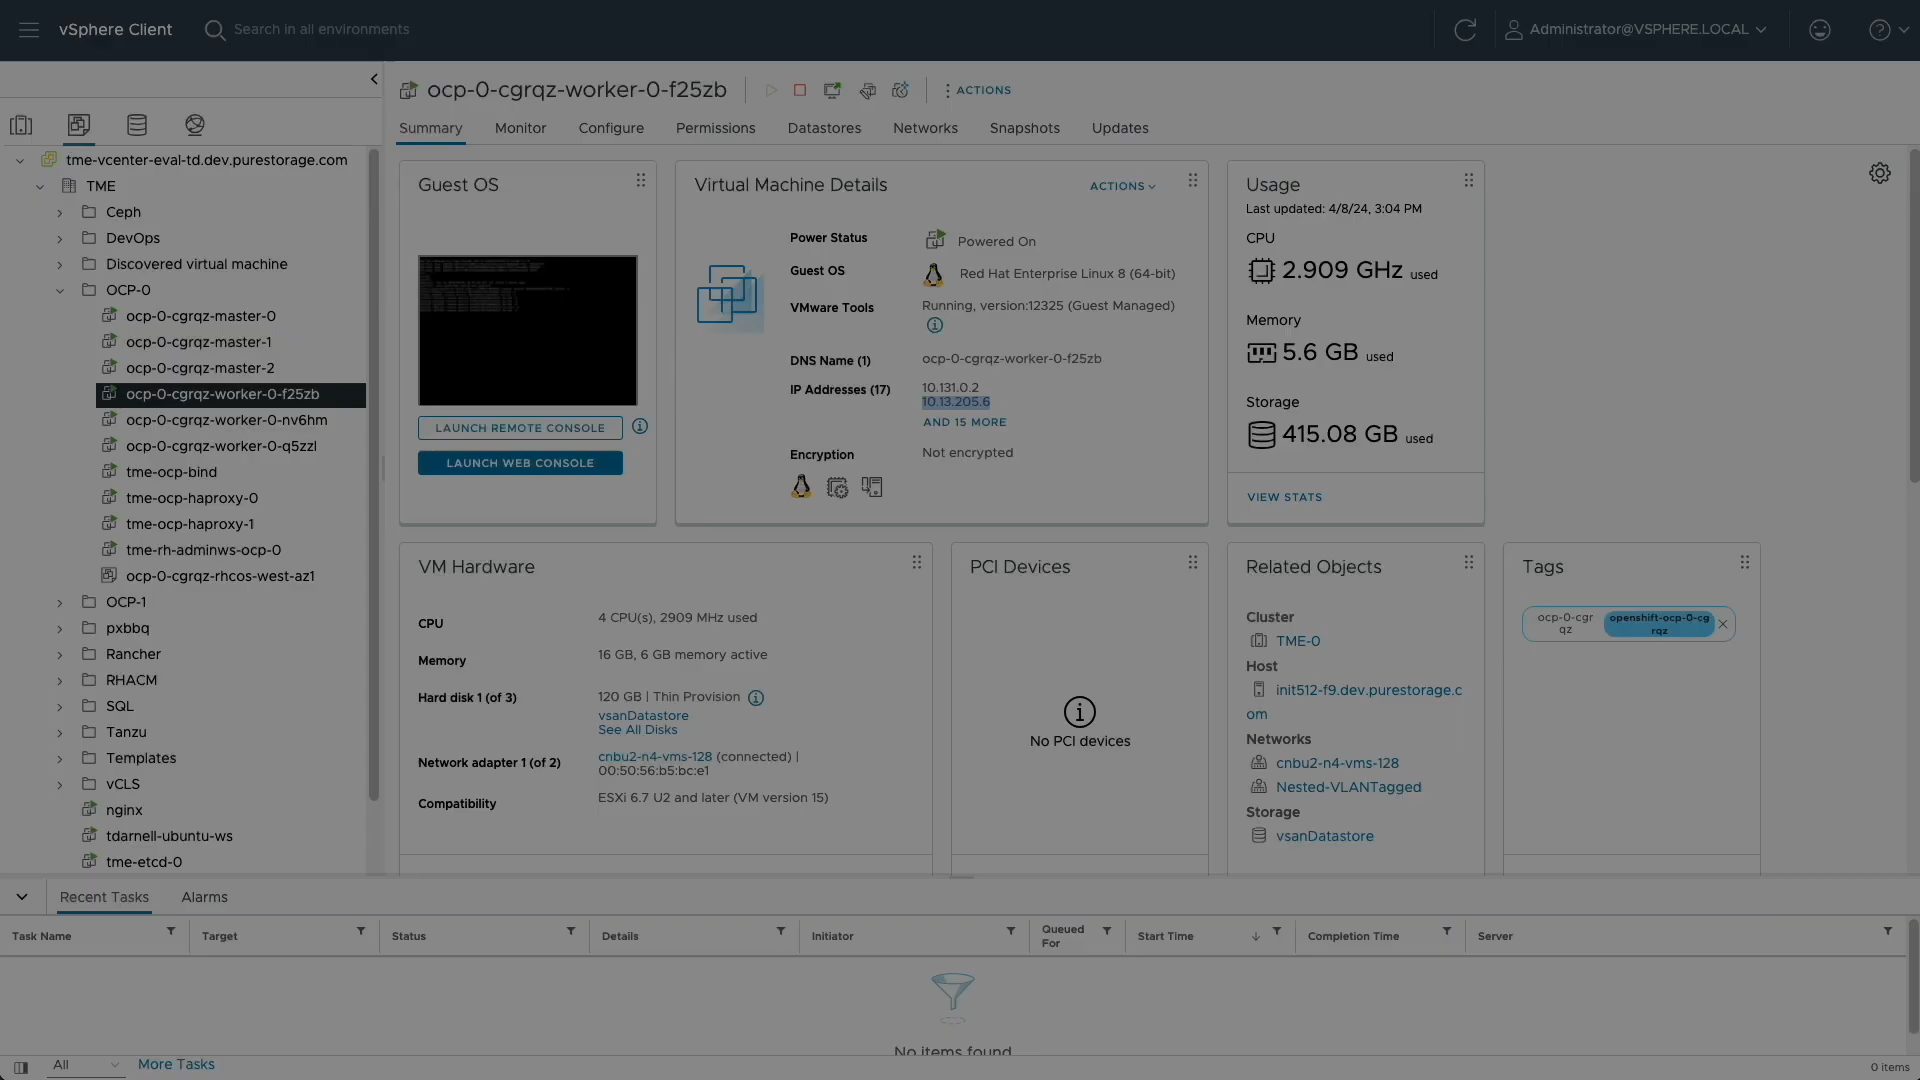 vSphere Client
Search in all environments
Administrator@VSPHERE.LOCAL
ocp-0-cgrqz-worker-0-f25zb
ACTIONS
Summary
Monitor
Configure
Permissions
Datastores
Networks
Snapshots
Updates
tme-vcenter-eval-td.dev.purestorage.com
TME
Ceph
DevOps
Discovered virtual machine
OCP-0
ocp-0-cgrqz-master-0
ocp-0-cgrqz-master-1
ocp-0-cgrqz-master-2
ocp-0-cgrqz-worker-0-f25zb
ocp-0-cgrqz-worker-0-nv6hm
ocp-0-cgrqz-worker-0-q5zzl
tme-ocp-bind
tme-ocp-haproxy-0
tme-ocp-haproxy-1
tme-rh-adminws-ocp-0
ocp-0-cgrqz-rhcos-west-az1
OCP-1
pxbbq
Rancher
RHACM
SQL
Tanzu
Templates
vCLS
nginx
tdarnell-ubuntu-ws
tme-etcd-0
Guest OS
LAUNCH REMOTE CONSOLE
LAUNCH WEB CONSOLE
Virtual Machine Details
ACTIONS
Power Status
Powered On
Guest OS
Red Hat Enterprise Linux 8 (64-bit)
VMware Tools
Running, version:12325 (Guest Managed)
DNS Name (1)
ocp-0-cgrqz-worker-0-f25zb
IP Addresses (17)
10.131.0.2
10.13.205.6
AND 15 MORE
Encryption
Not encrypted
Usage
Last updated: 4/8/24, 3:04 PM
CPU
2.909 GHz used
Memory
5.6 GB used
Storage
415.08 GB used
VIEW STATS
VM Hardware
CPU
4 CPU(s), 2909 MHz used
Memory
16 GB, 6 GB memory active
Hard disk 1 (of 3)
120 GB | Thin Provision
vsanDatastore
See All Disks
Network adapter 1 (of 2)
cnbu2-n4-vms-128 (connected) |
00:50:56:b5:bc:e1
Compatibility
ESXi 6.7 U2 and later (VM version 15)
PCI Devices
No PCI devices
Related Objects
Cluster
TME-0
Host
init512-f9.dev.purestorage.c
om
Networks
cnbu2-n4-vms-128
Nested-VLANTagged
Storage
vsanDatastore
Tags
ocp-0-cgr
qz
openshift-ocp-0-cg
rqz
Recent Tasks
Alarms
Task Name
Target
Status
Details
Initiator
Queued
For
Start Time
Completion Time
Server
No items found
All
More Tasks
0 items